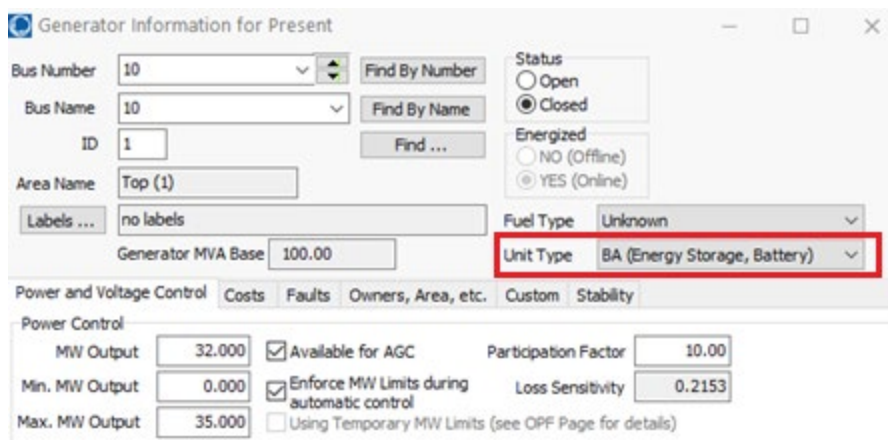 Generator Information for Present
Bus Number 10 Find By Number
Bus Name 10 Find By Name
ID 1 Find ...
Area Name Top (1)
Labels ... no labels
Generator MVA Base 100.00
Status
Open
Closed
Energized
NO (Offline)
YES (Online)
Fuel Type Unknown
Unit Type BA (Energy Storage, Battery)
Power and Voltage Control Costs Faults Owners, Area, etc. Custom Stability
Power Control
MW Output 32.000 Available for AGC Participation Factor 10.00
Min. MW Output 0.000 Enforce MW Limits during
automatic control Loss Sensitivity 0.2153
Max. MW Output 35.000 Using Temporary MW Limits (see OPF Page for details)